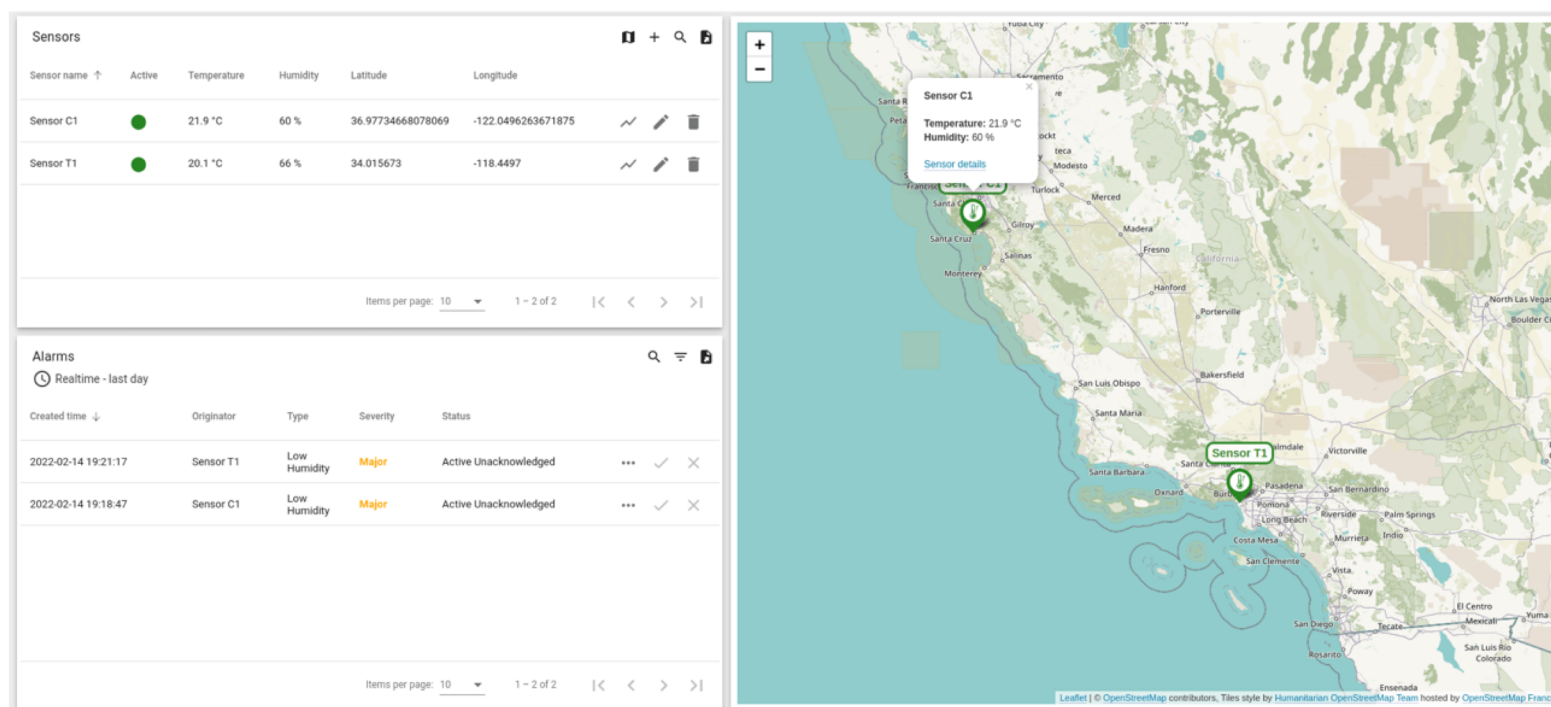 Sensors
Sensor name ↑ Active Temperature Humidity Latitude Longitude
Sensor C1 21.9 °C 60 % 36.97734668078069 -122.0496263671875
Sensor T1 20.1 °C 66 % 34.015673 -118.4497
Items per page: 10 1 – 2 of 2
Alarms
Realtime - last day
Created time ↓ Originator Type Severity Status
2022-02-14 19:21:17 Sensor T1 Low Humidity Major Active Unacknowledged
2022-02-14 19:18:47 Sensor C1 Low Humidity Major Active Unacknowledged
Items per page: 10 1 – 2 of 2
+
−
Sacramento
Sensor C1
Temperature: 21.9 °C
Humidity: 60 %
Sensor details
Modesto
Turlock
Merced
Gilroy
Santa Cruz
Madera
Fresno
Salinas
California
Monterey
Hanford
North Las Vegas
Porterville
Bakersfield
San Luis Obispo
Santa Maria
Sensor T1
Victorville
Santa Barbara
Oxnard
Pasadena
San Bernardino
Pomona
Riverside
Palm Springs
Long Beach
Costa Mesa
Murrieta
Indio
San Clemente
Vista
Poway
El Centro
Yuma
San Diego
Tecate
Mexicali
Rosarito
San Luis Río
Colorado
Ensenada
Leaflet | © OpenStreetMap contributors, Tiles style by Humanitarian OpenStreetMap Team hosted by OpenStreetMap Franc